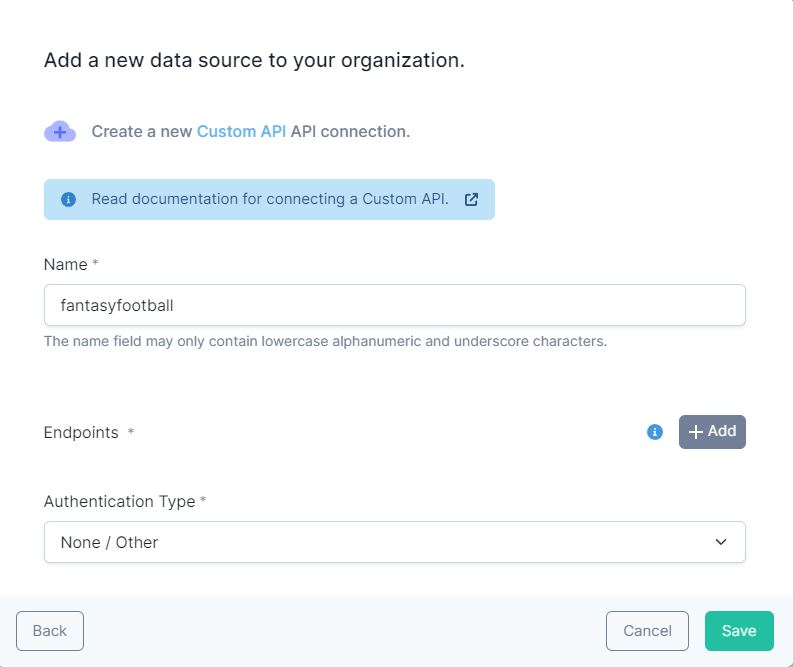 Add a new data source to your organization.
Create a new Custom API API connection.
Read documentation for connecting a Custom API.
Name *
fantasyfootball
The name field may only contain lowercase alphanumeric and underscore characters.
Endpoints *
Add
Authentication Type *
None / Other
Back
Cancel
Save